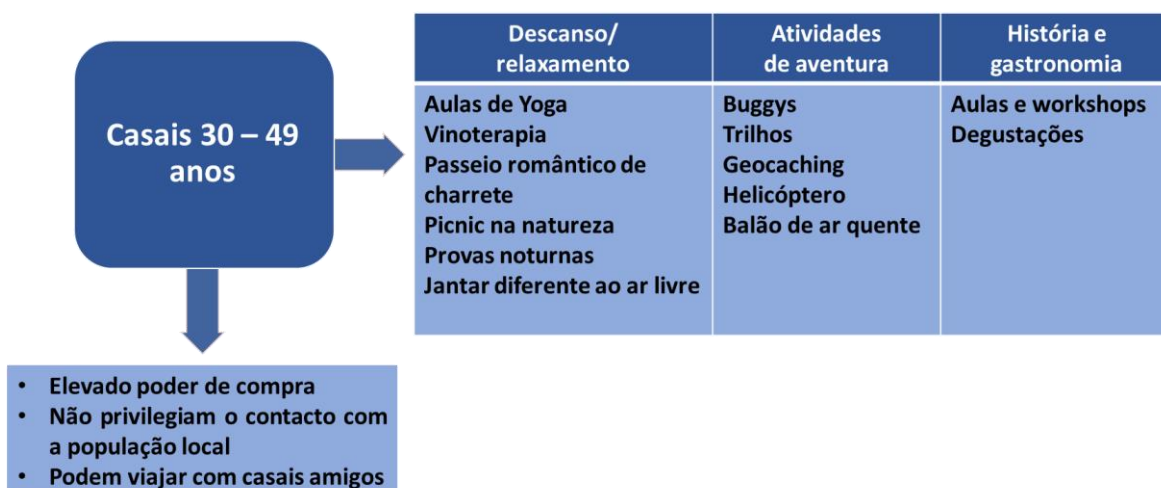 Casais 30 – 49
anos
Descanso/
relaxamento
Atividades
de aventura
História e
gastronomia
Aulas de Yoga
Vinoterapia
Passeio romântico de
charrete
Picnic na natureza
Provas noturnas
Jantar diferente ao ar livre
Buggys
Trilhos
Geocaching
Helicóptero
Balão de ar quente
Aulas e workshops
Degustações
• Elevado poder de compra
• Não privilegiam o contacto com
a população local
• Podem viajar com casais amigos